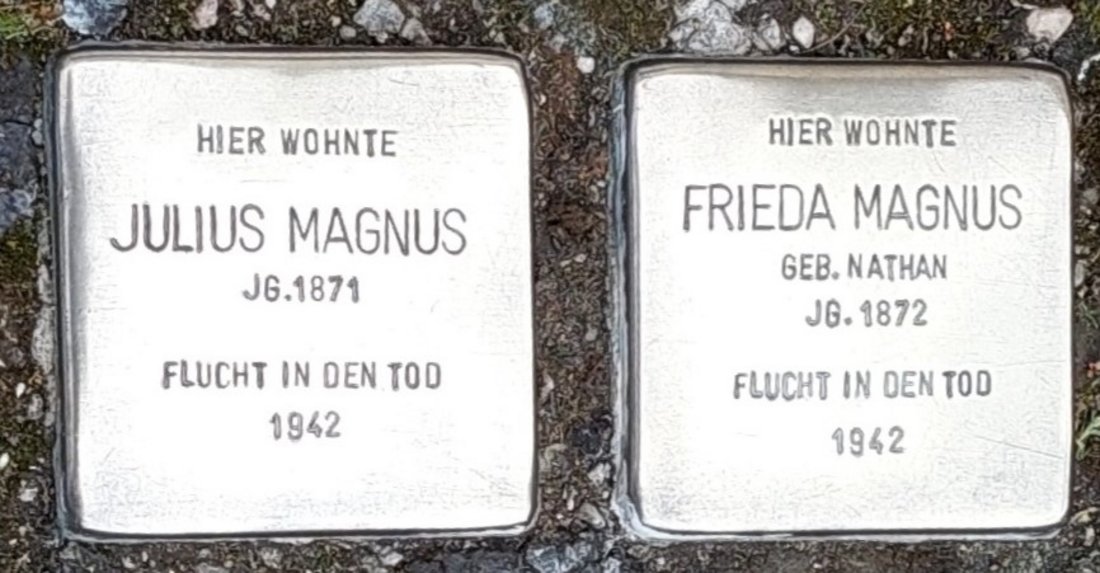 HIER WOHNTE
JULIUS MAGNUS
JG.1871
FLUCHT IN DEN TOD
1942
HIER WOHNTE
FRIEDA MAGNUS
GEB. NATHAN
JG. 1872
FLUCHT IN DEN TOD
1942